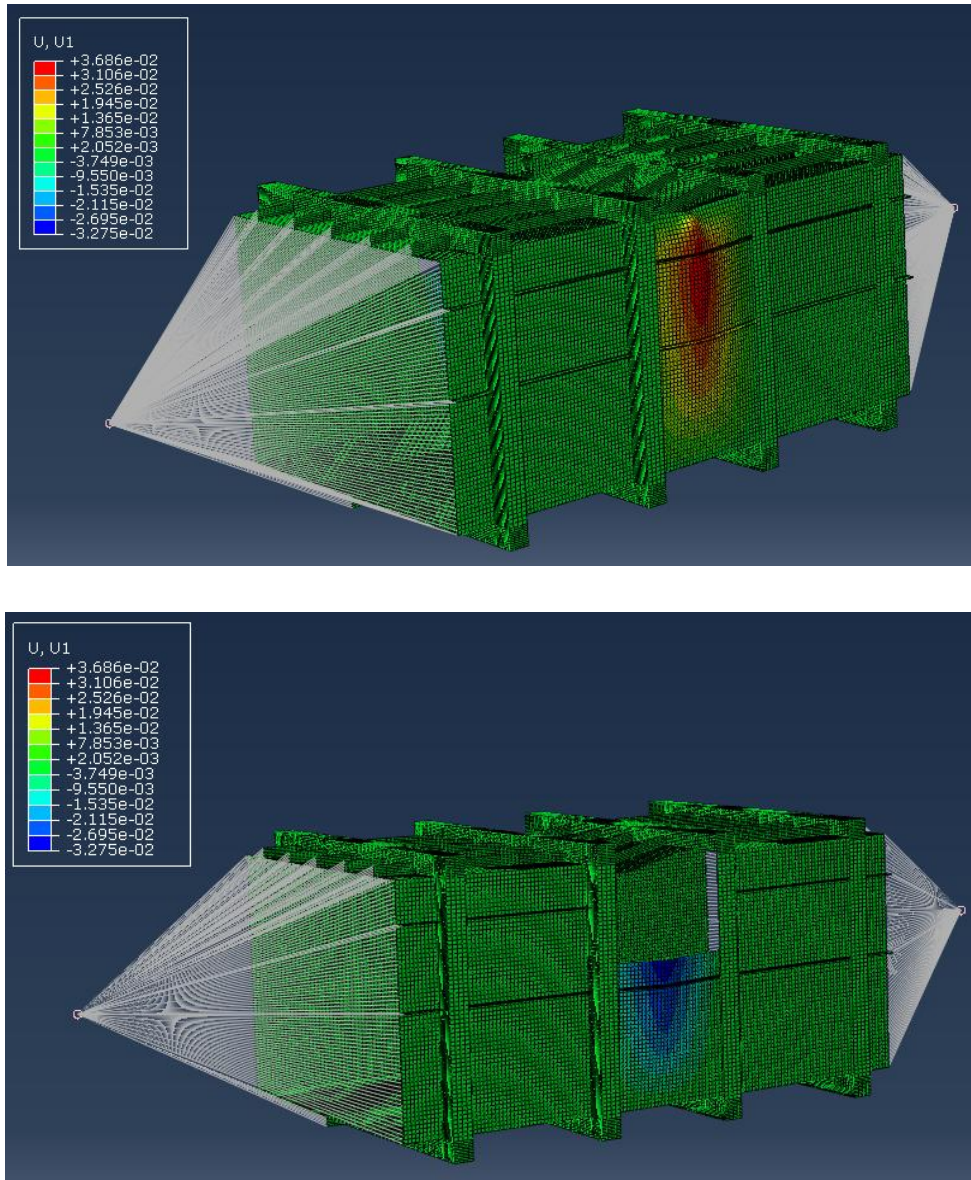 U, U1
+3.686e-02
+3.106e-02
+2.526e-02
+1.945e-02
+1.365e-02
+7.853e-03
+2.052e-03
-3.749e-03
-9.550e-03
-1.535e-02
-2.115e-02
-2.695e-02
-3.275e-02
U, U1
+3.686e-02
+3.106e-02
+2.526e-02
+1.945e-02
+1.365e-02
+7.853e-03
+2.052e-03
-3.749e-03
-9.550e-03
-1.535e-02
-2.115e-02
-2.695e-02
-3.275e-02